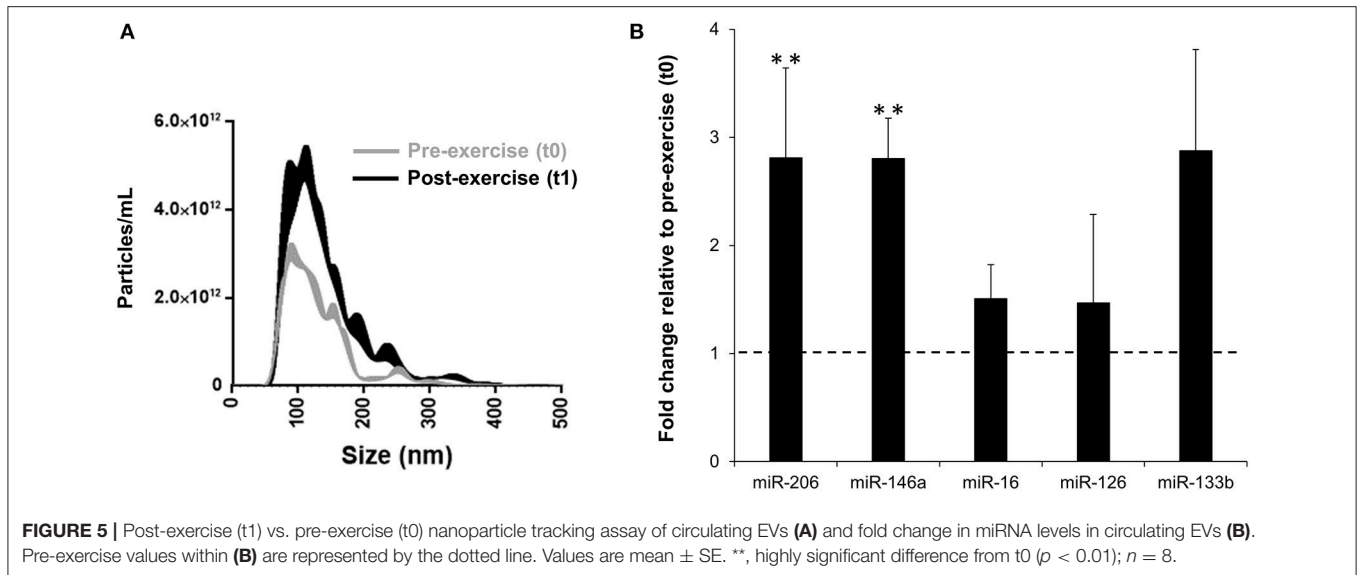 A
Particles/mL
6.0×10¹²
4.0×10¹²
2.0×10¹²
0
Pre-exercise (t0)
Post-exercise (t1)
0
100
200
300
400
500
Size (nm)
B
Fold change relative to pre-exercise (t0)
4
3
2
1
0
**
**
miR-206
miR-146a
miR-16
miR-126
miR-133b
FIGURE 5 | Post-exercise (t1) vs. pre-exercise (t0) nanoparticle tracking assay of circulating EVs (A) and fold change in miRNA levels in circulating EVs (B).
Pre-exercise values within (B) are represented by the dotted line. Values are mean ± SE. **, highly significant difference from t0 (p < 0.01); n = 8.